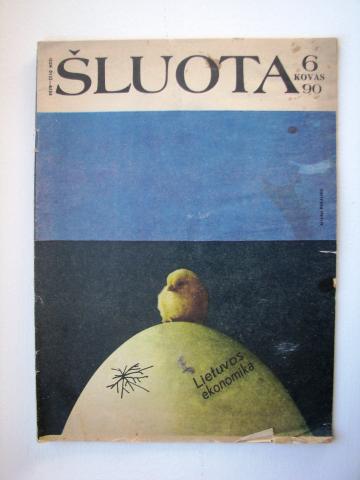 ŠLUOTA
6
KOVAS
90
Lietuvos
ekonomika